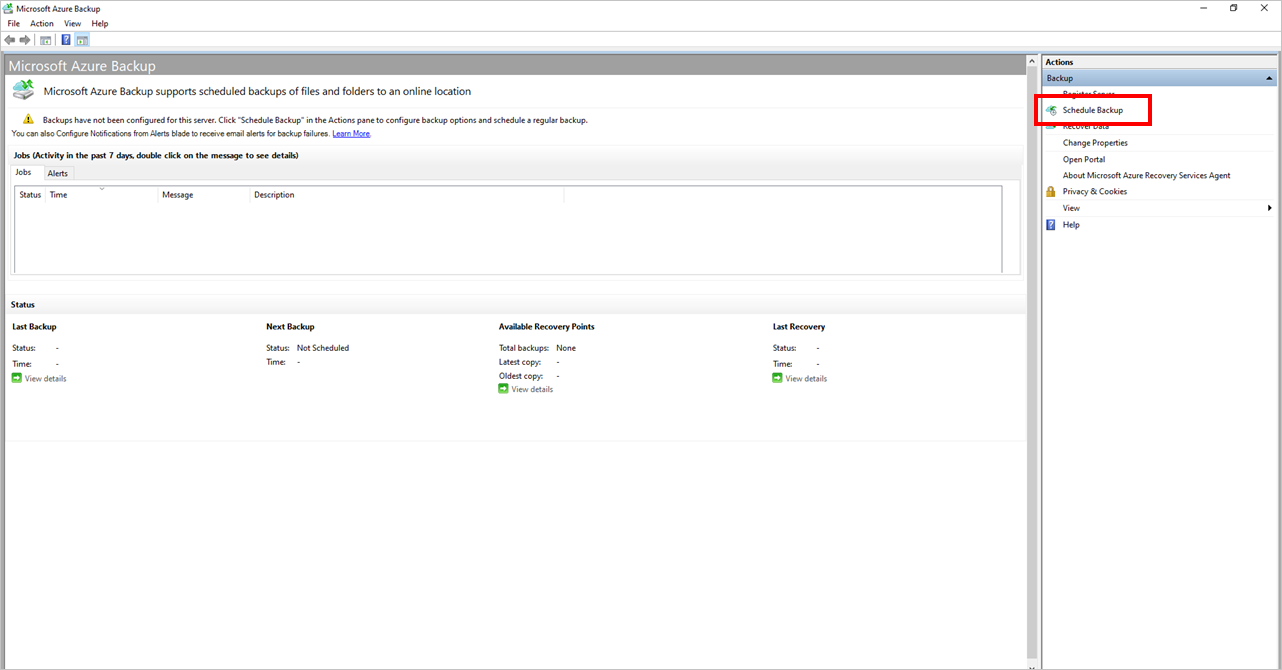 Microsoft Azure Backup
File Action View Help
Microsoft Azure Backup
Microsoft Azure Backup supports scheduled backups of files and folders to an online location
Backups have not been configured for this server. Click "Schedule Backup" in the Actions pane to configure backup options and schedule a regular backup.
You can also Configure Notifications from Alerts blade to receive email alerts for backup failures. Learn More.
Jobs (Activity in the past 7 days, double click on the message to see details)
Jobs Alerts
Status Time Message Description
Status
Last Backup
Status: -
Time: -
View details
Next Backup
Status: Not Scheduled
Time: -
Available Recovery Points
Total backups: None
Latest copy: -
Oldest copy: -
View details
Last Recovery
Status: -
Time: -
View details
Actions
Backup
Register Server
Schedule Backup
Recover Data
Change Properties
Open Portal
About Microsoft Azure Recovery Services Agent
Privacy & Cookies
View
Help